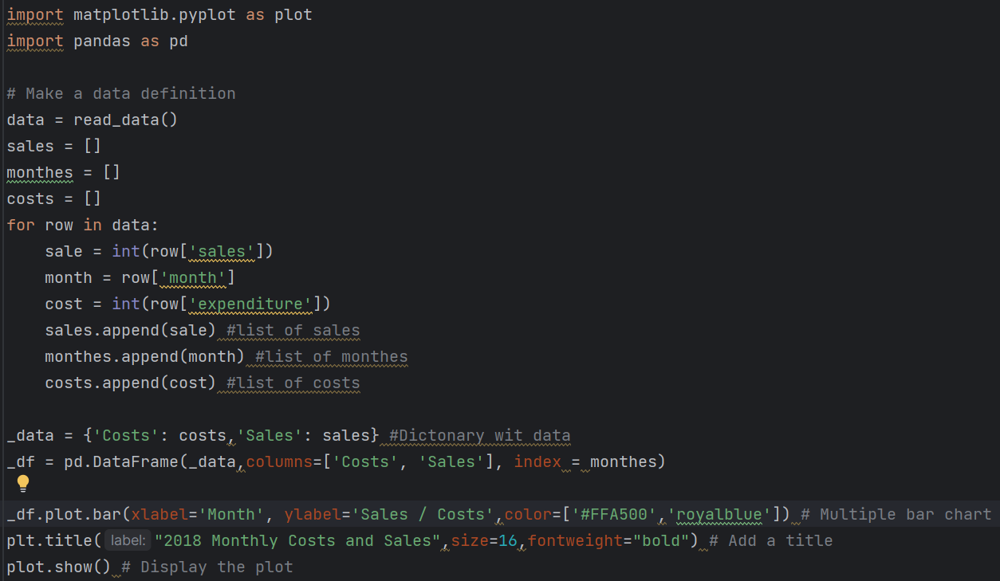 import matplotlib.pyplot as plot
import pandas as pd
# Make a data definition
data = read_data()
sales = []
monthes = []
costs = []
for row in data:
    sale = int(row['sales'])
    month = row['month']
    cost = int(row['expenditure'])
    sales.append(sale) #list of sales
    monthes.append(month) #list of monthes
    costs.append(cost) #list of costs
_data = {'Costs': costs,'Sales': sales} #Dictonary wit data
_df = pd.DataFrame(_data,columns=['Costs', 'Sales'], index = monthes)
_df.plot.bar(xlabel='Month', ylabel='Sales / Costs',color=['#FFA500','royalblue']) # Multiple bar chart
plt.title( label: "2018 Monthly Costs and Sales",size=16,fontweight="bold") # Add a title
plot.show() # Display the plot